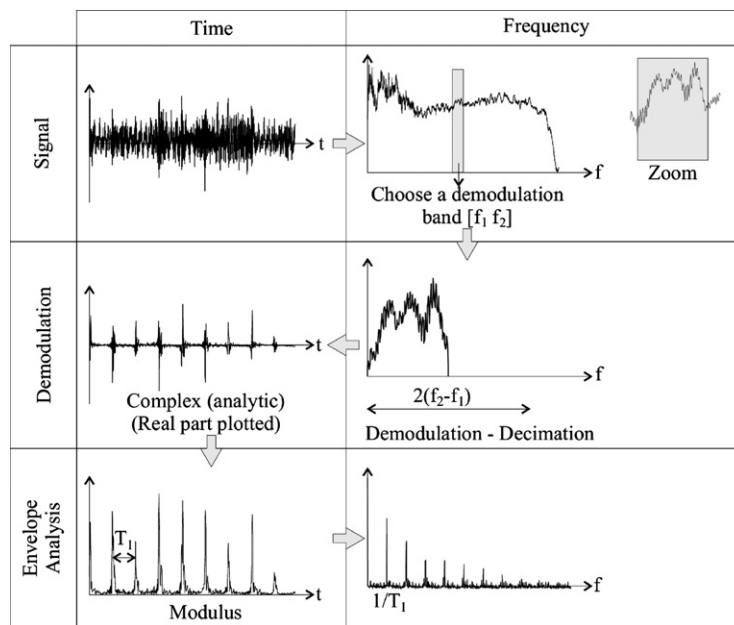 Time
Frequency
Signal
t
f
Zoom
Choose a demodulation
band [f₁ f₂]
Demodulation
t
Complex (analytic)
(Real part plotted)
f
2(f₂-f₁)
Demodulation - Decimation
Envelope
Analysis
T₁
t
Modulus
f
1/T₁